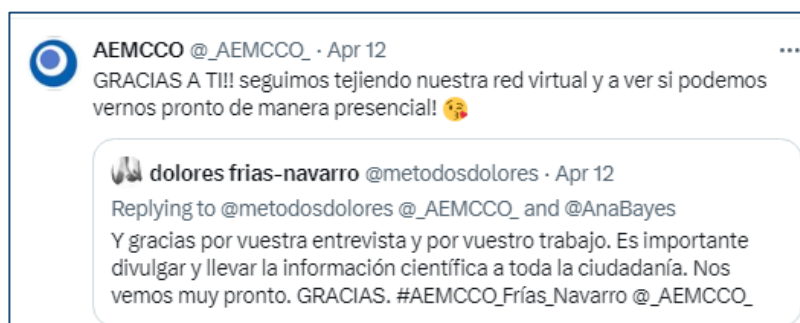 AEMCCO @_AEMCCO_ · Apr 12
GRACIAS A TI!! seguimos tejiendo nuestra red virtual y a ver si podemos
vernos pronto de manera presencial! 😘
dolores frias-navarro @metodosdolores · Apr 12
Replying to @metodosdolores @_AEMCCO_ and @AnaBayes
Y gracias por vuestra entrevista y por vuestro trabajo. Es importante
divulgar y llevar la información científica a toda la ciudadanía. Nos
vemos muy pronto. GRACIAS. #AEMCCO_Frías_Navarro @_AEMCCO_